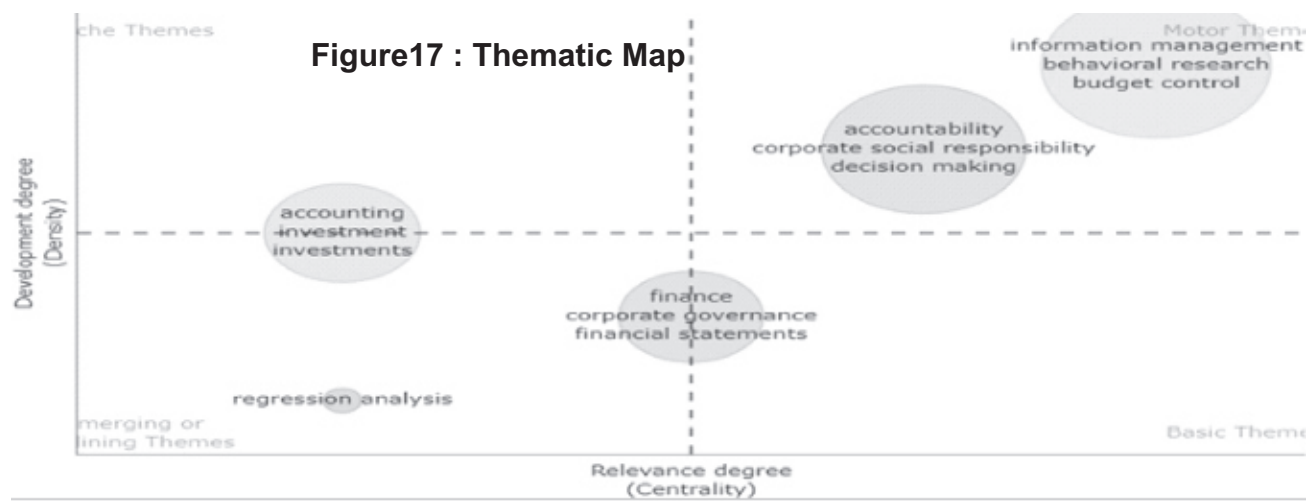 che Themes
Figure17 : Thematic Map
Motor Theme
information management
behavioral research
budget control
accountability
corporate social responsibility
decision making
Development degree
(Density)
accounting
investment
investments
finance
corporate governance
financial statements
regression analysis
merging or
lining Themes
Basic Theme
Relevance degree
(Centrality)